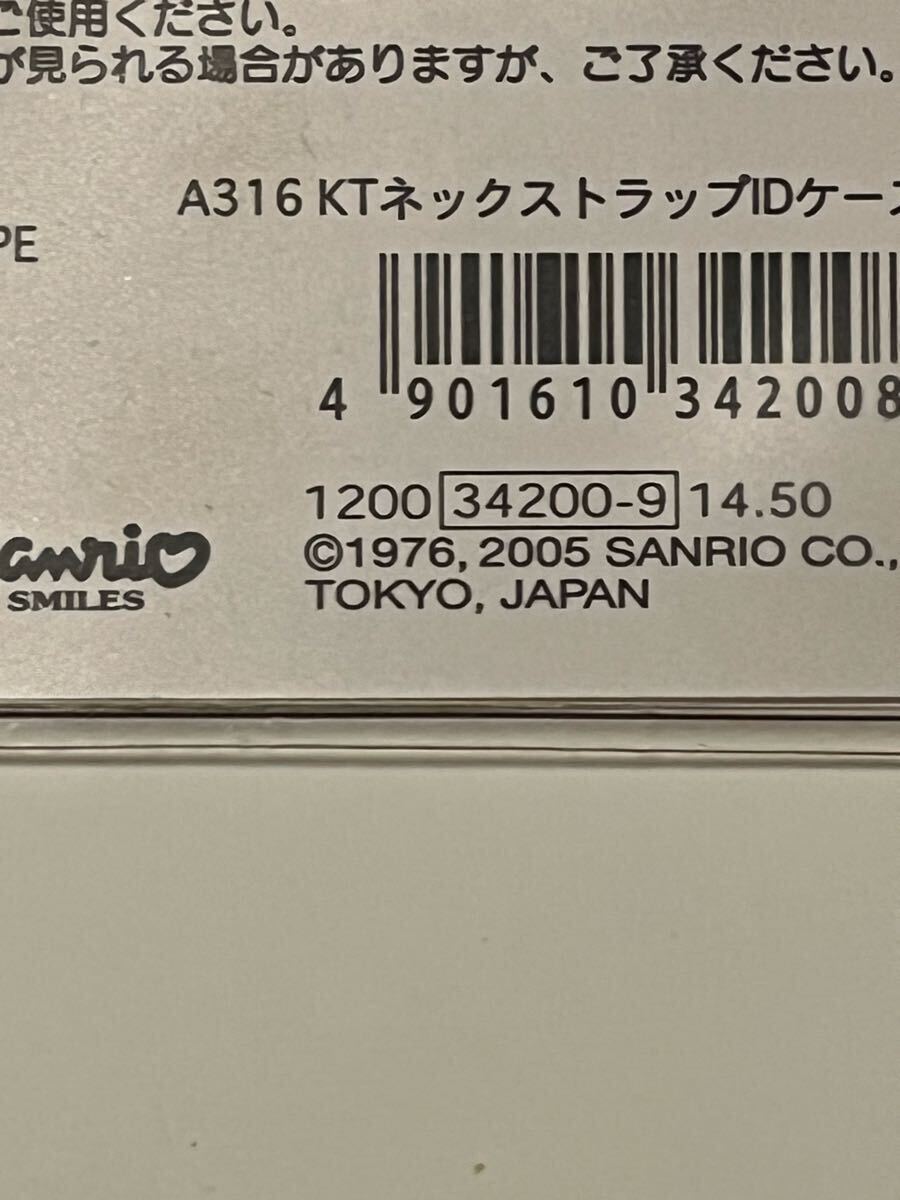 ご使用ください。
が見られる場合がありますが、ご了承ください。
A316 KTネックストラップIDケース
PE
4 901610 342008
1200 34200-9 14.50
©1976, 2005 SANRIO CO.,
TOKYO, JAPAN
Sanrio
SMILES